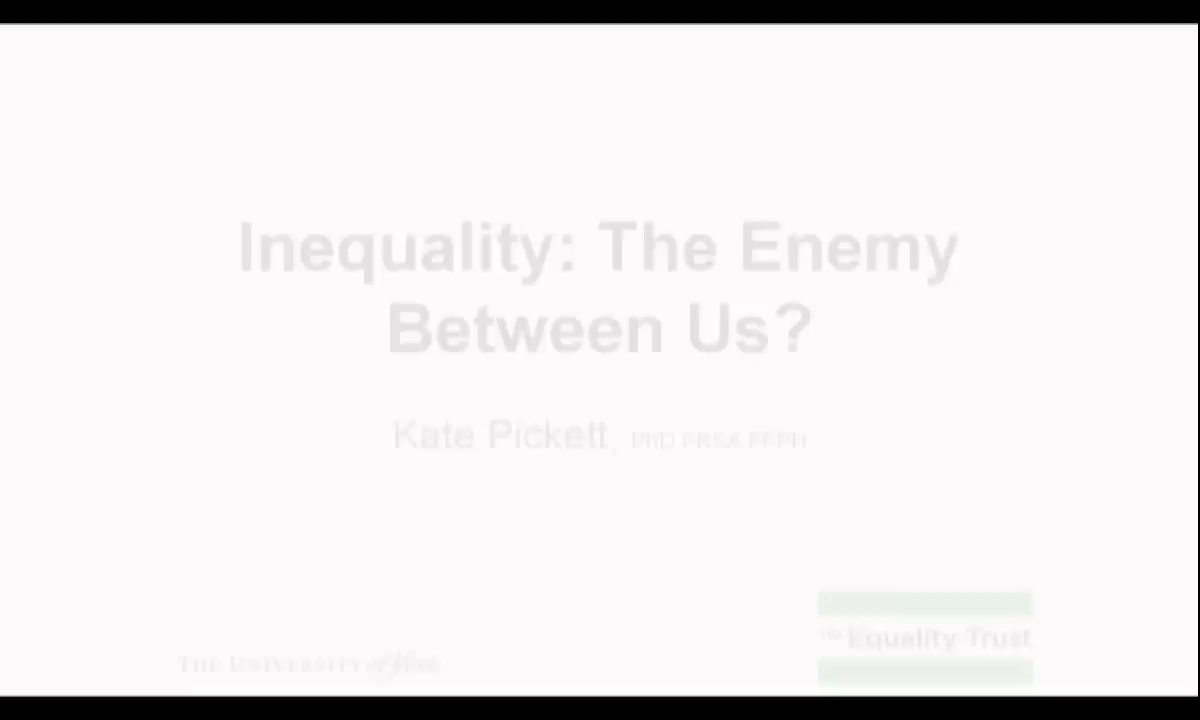 Inequality: The Enemy
Between Us?
Kate Pickett, PhD FRSA FFPH
THE UNIVERSITY of York
The Equality Trust